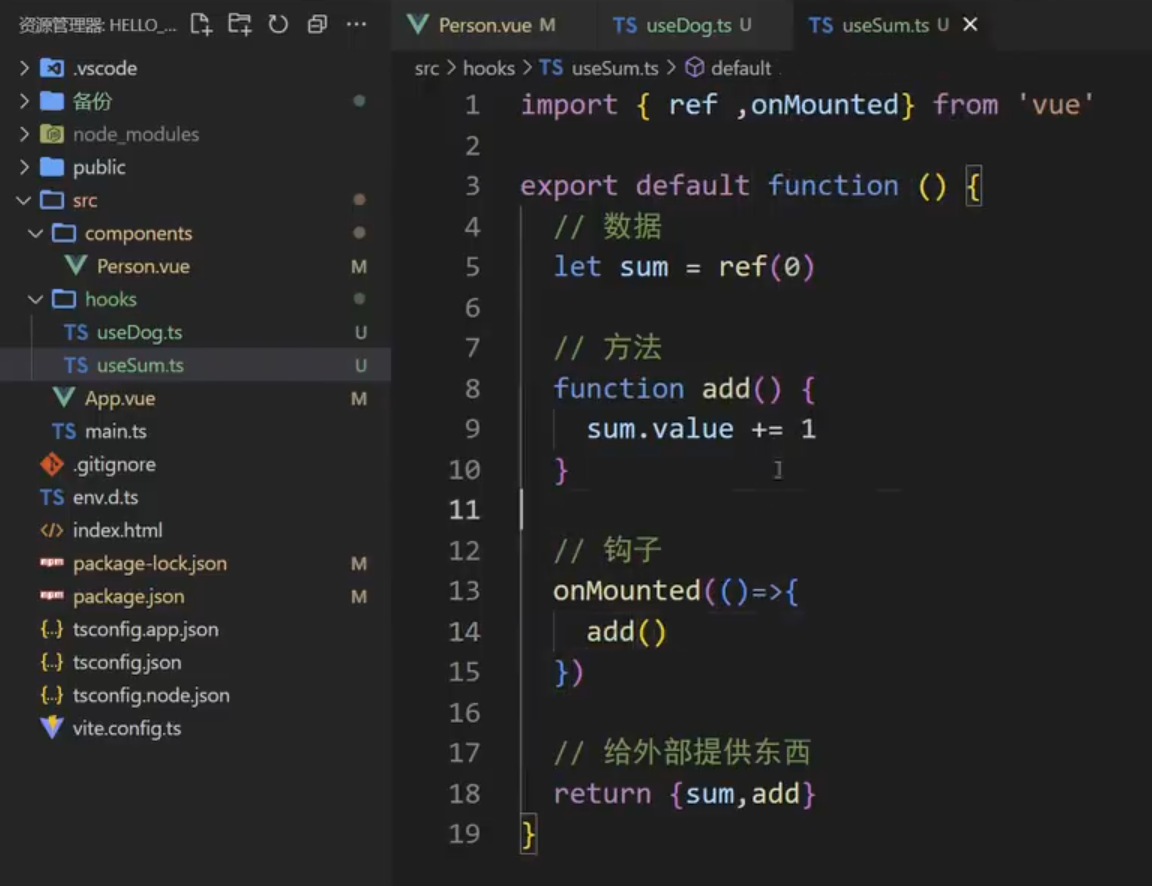 资源管理器: HELLO_...
.vscode
备份
node_modules
public
src
components
Person.vue M
hooks
useDog.ts U
useSum.ts U
App.vue M
main.ts
.gitignore
env.d.ts
index.html
package-lock.json M
package.json M
tsconfig.app.json
tsconfig.json
tsconfig.node.json
vite.config.ts
Person.vue M TS useDog.ts U TS useSum.ts U
src > hooks > TS useSum.ts > default
1 import { ref ,onMounted} from 'vue'
2
3 export default function () {
4 // 数据
5 let sum = ref(0)
6
7 // 方法
8 function add() {
9 sum.value += 1
10 }
11
12 // 钩子
13 onMounted(()=>{
14 add()
15 })
16
17 // 给外部提供东西
18 return {sum,add}
19 }